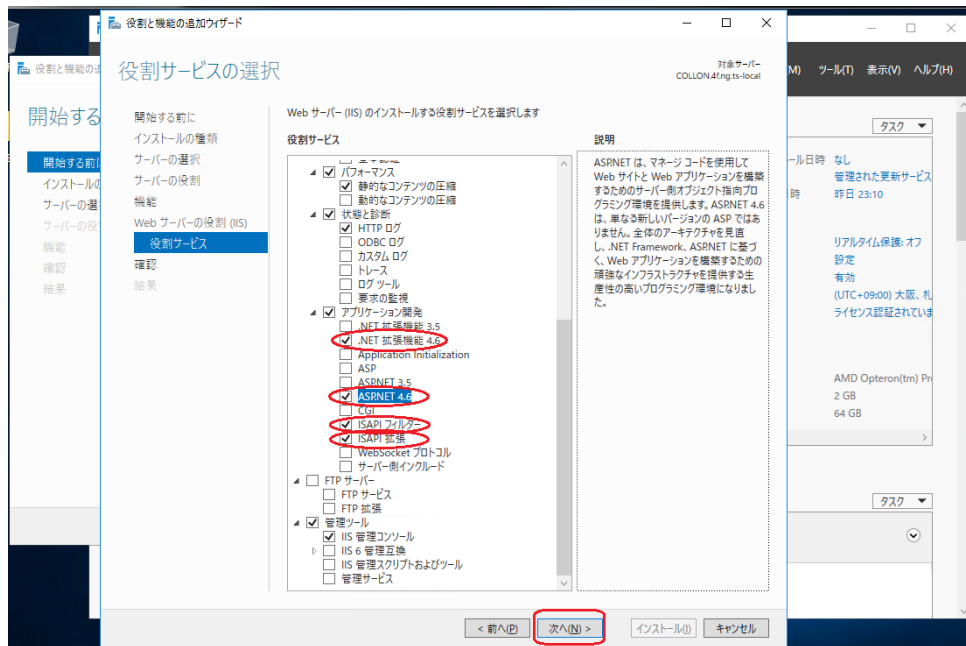 役割と機能の追加ウィザード
役割サービスの選択
対象サーバー
COLLON.4f.ng.ts-local
開始する前に
インストールの種類
サーバーの選択
サーバーの役割
機能
Web サーバーの役割 (IIS)
役割サービス
確認
結果
Web サーバー (IIS) のインストールする役割サービスを選択します
役割サービス
パフォーマンス
静的なコンテンツの圧縮
動的なコンテンツの圧縮
状態と診断
HTTP ログ
ODBC ログ
カスタム ログ
トレース
ログ ツール
要求の監視
アプリケーション開発
.NET 拡張機能 3.5
.NET 拡張機能 4.6
Application Initialization
ASP
ASP.NET 3.5
ASP.NET 4.6
CGI
ISAPI フィルター
ISAPI 拡張
WebSocket プロトコル
サーバー側インクルード
FTP サーバー
FTP サービス
FTP 拡張
管理ツール
IIS 管理コンソール
IIS 6 管理互換
IIS 管理スクリプトおよびツール
管理サービス
説明
ASP.NET は、マネージ コードを使用して
Web サイトと Web アプリケーションを構築
するためのサーバー側オブジェクト指向プロ
グラミング環境を提供します。ASP.NET 4.6
は、単なる新しいバージョンの ASP ではあ
りません。全体のアーキテクチャを見直
し、.NET Framework、ASP.NET に基づ
く、Web アプリケーションを構築するための
頑強なインフラストラクチャを提供する生
産性の高いプログラミング環境になりまし
た。
< 前へ(P)
次へ(N) >
インストール(I)
キャンセル
役割と機能の
開始する
開始する前
インストールの
サーバーの選
サーバーの役
機能
確認
結果
(M) ツール(T) 表示(V) ヘルプ(H)
タスク
ール日時 なし
管理された更新サービス
時 昨日 23:10
リアルタイム保護: オフ
設定
有効
(UTC+09:00) 大阪、札
ライセンス認証されていま
AMD Opteron(tm) Pr
2 GB
64 GB
タスク